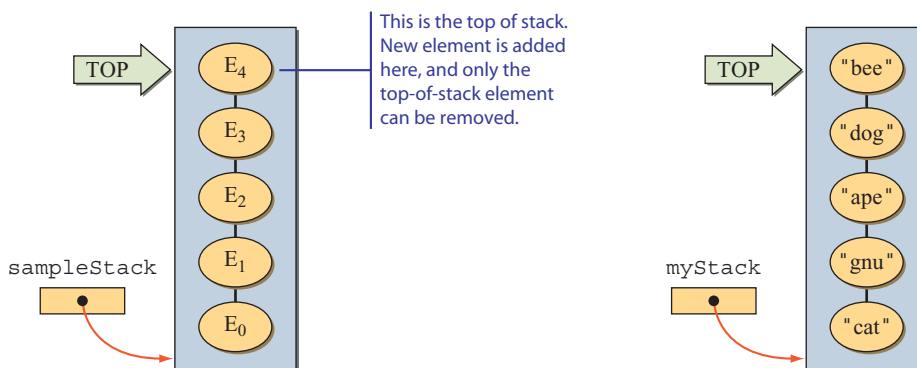 This is the top of stack.
New element is added
here, and only the
top-of-stack element
can be removed.
TOP
E4
E3
E2
E1
E0
sampleStack
TOP
"bee"
"dog"
"ape"
"gnu"
"cat"
myStack